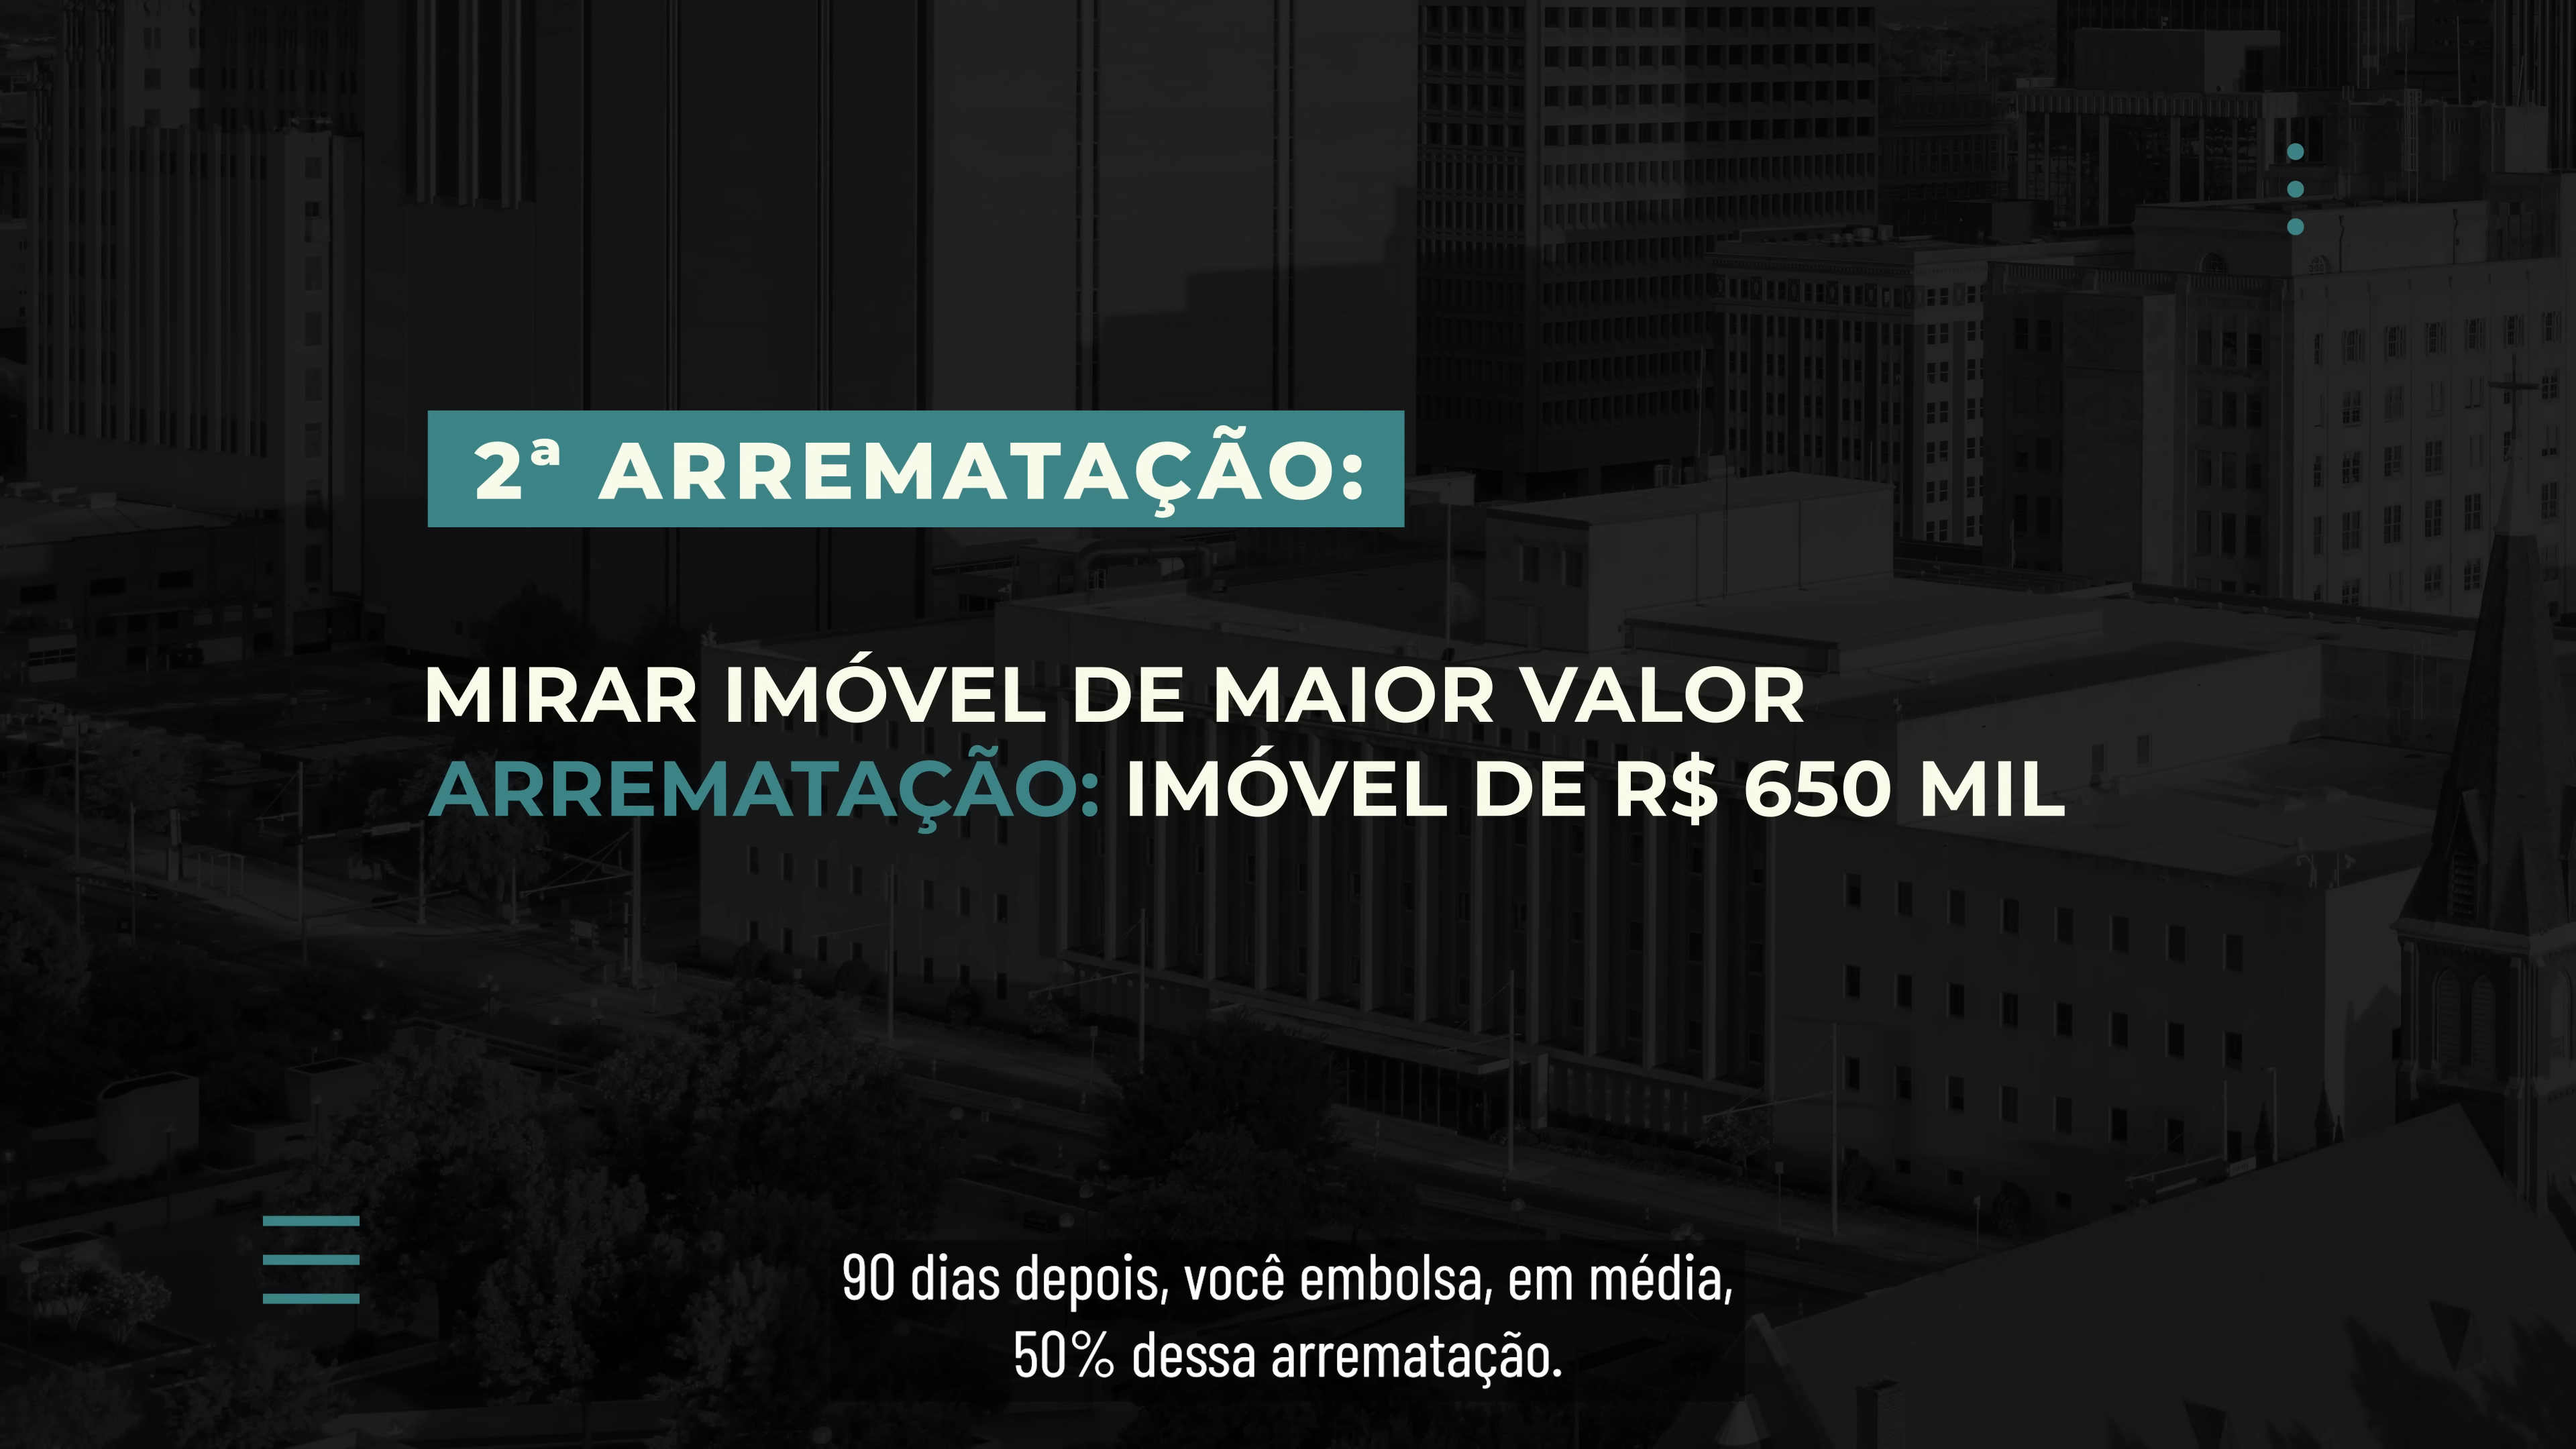 2ª ARREMATAÇÃO:
MIRAR IMÓVEL DE MAIOR VALOR
ARREMATAÇÃO: IMÓVEL DE R$ 650 MIL
90 dias depois, você embolsa, em média,
50% dessa arrematação.